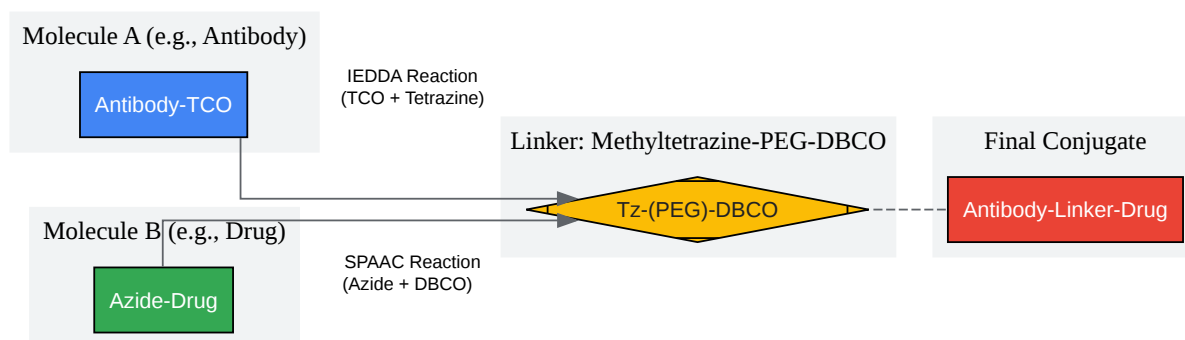 Molecule A (e.g., Antibody)
Antibody-TCO
IEDDA Reaction
(TCO + Tetrazine)
Linker: Methyltetrazine-PEG-DBCO
Tz-(PEG)-DBCO
Final Conjugate
Antibody-Linker-Drug
Molecule B (e.g., Drug)
Azide-Drug
SPAAC Reaction
(Azide + DBCO)